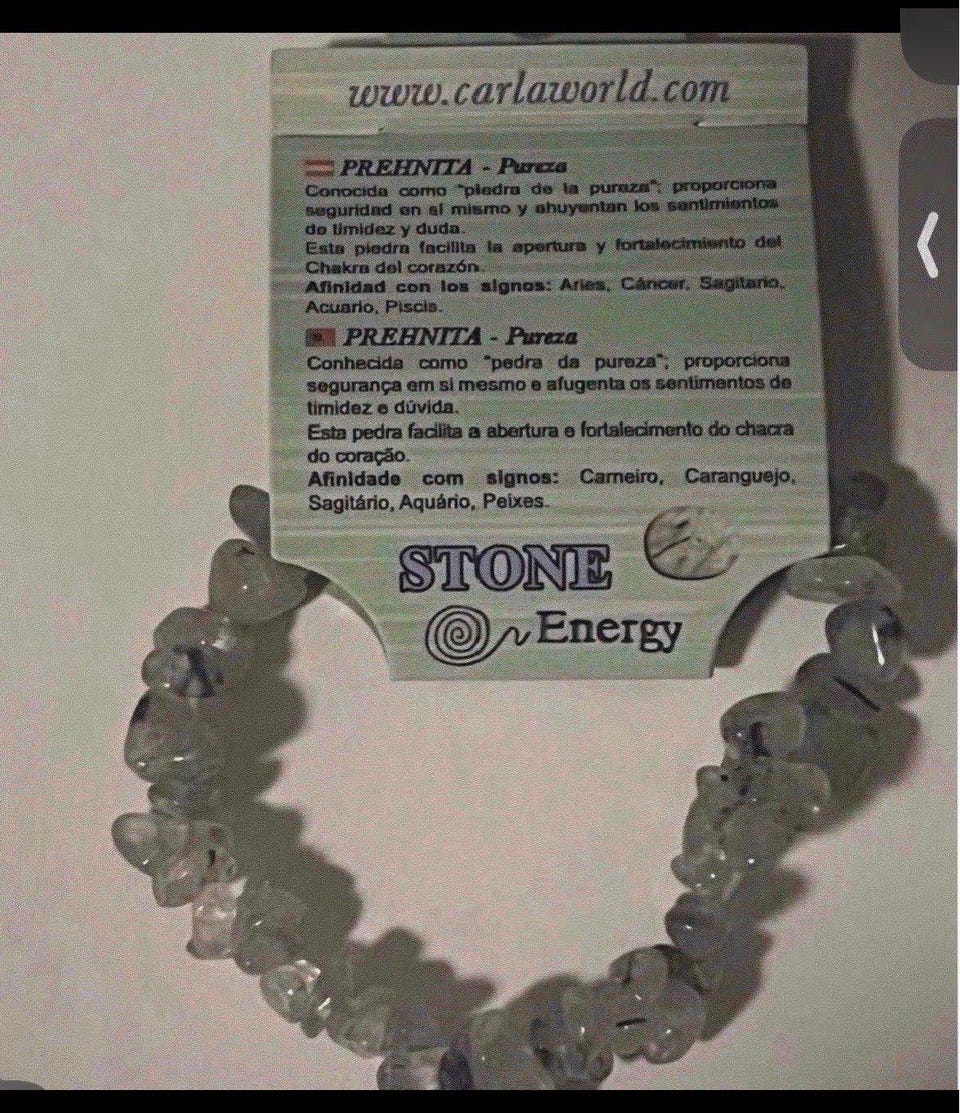 www.carlaworld.com
PREHNITA - Pureza
Conocida como "piedra de la pureza"; proporciona
seguridad en sí mismo y ahuyentan los sentimientos
de timidez y duda.
Esta piedra facilita la apertura y fortalecimiento del
Chakra del corazón.
Afinidad con los signos: Aries, Cáncer, Sagitario,
Acuario, Piscis.
PREHNITA - Pureza
Conhecida como "pedra da pureza"; proporciona
segurança em si mesmo e afugenta os sentimentos de
timidez e dúvida.
Esta pedra facilita a abertura e fortalecimento do chacra
do coração.
Afinidade com signos: Carneiro, Caranguejo,
Sagitário, Aquário, Peixes.
STONE
Energy